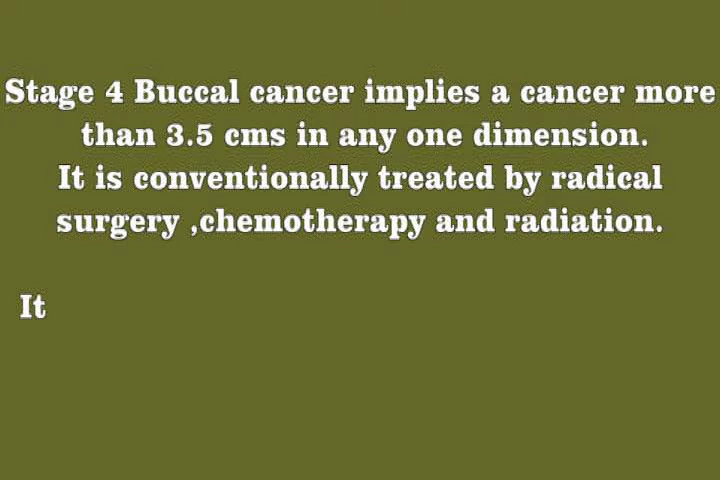 Stage 4 Buccal cancer implies a cancer more
than 3.5 cms in any one dimension.
It is conventionally treated by radical
surgery ,chemotherapy and radiation.
It